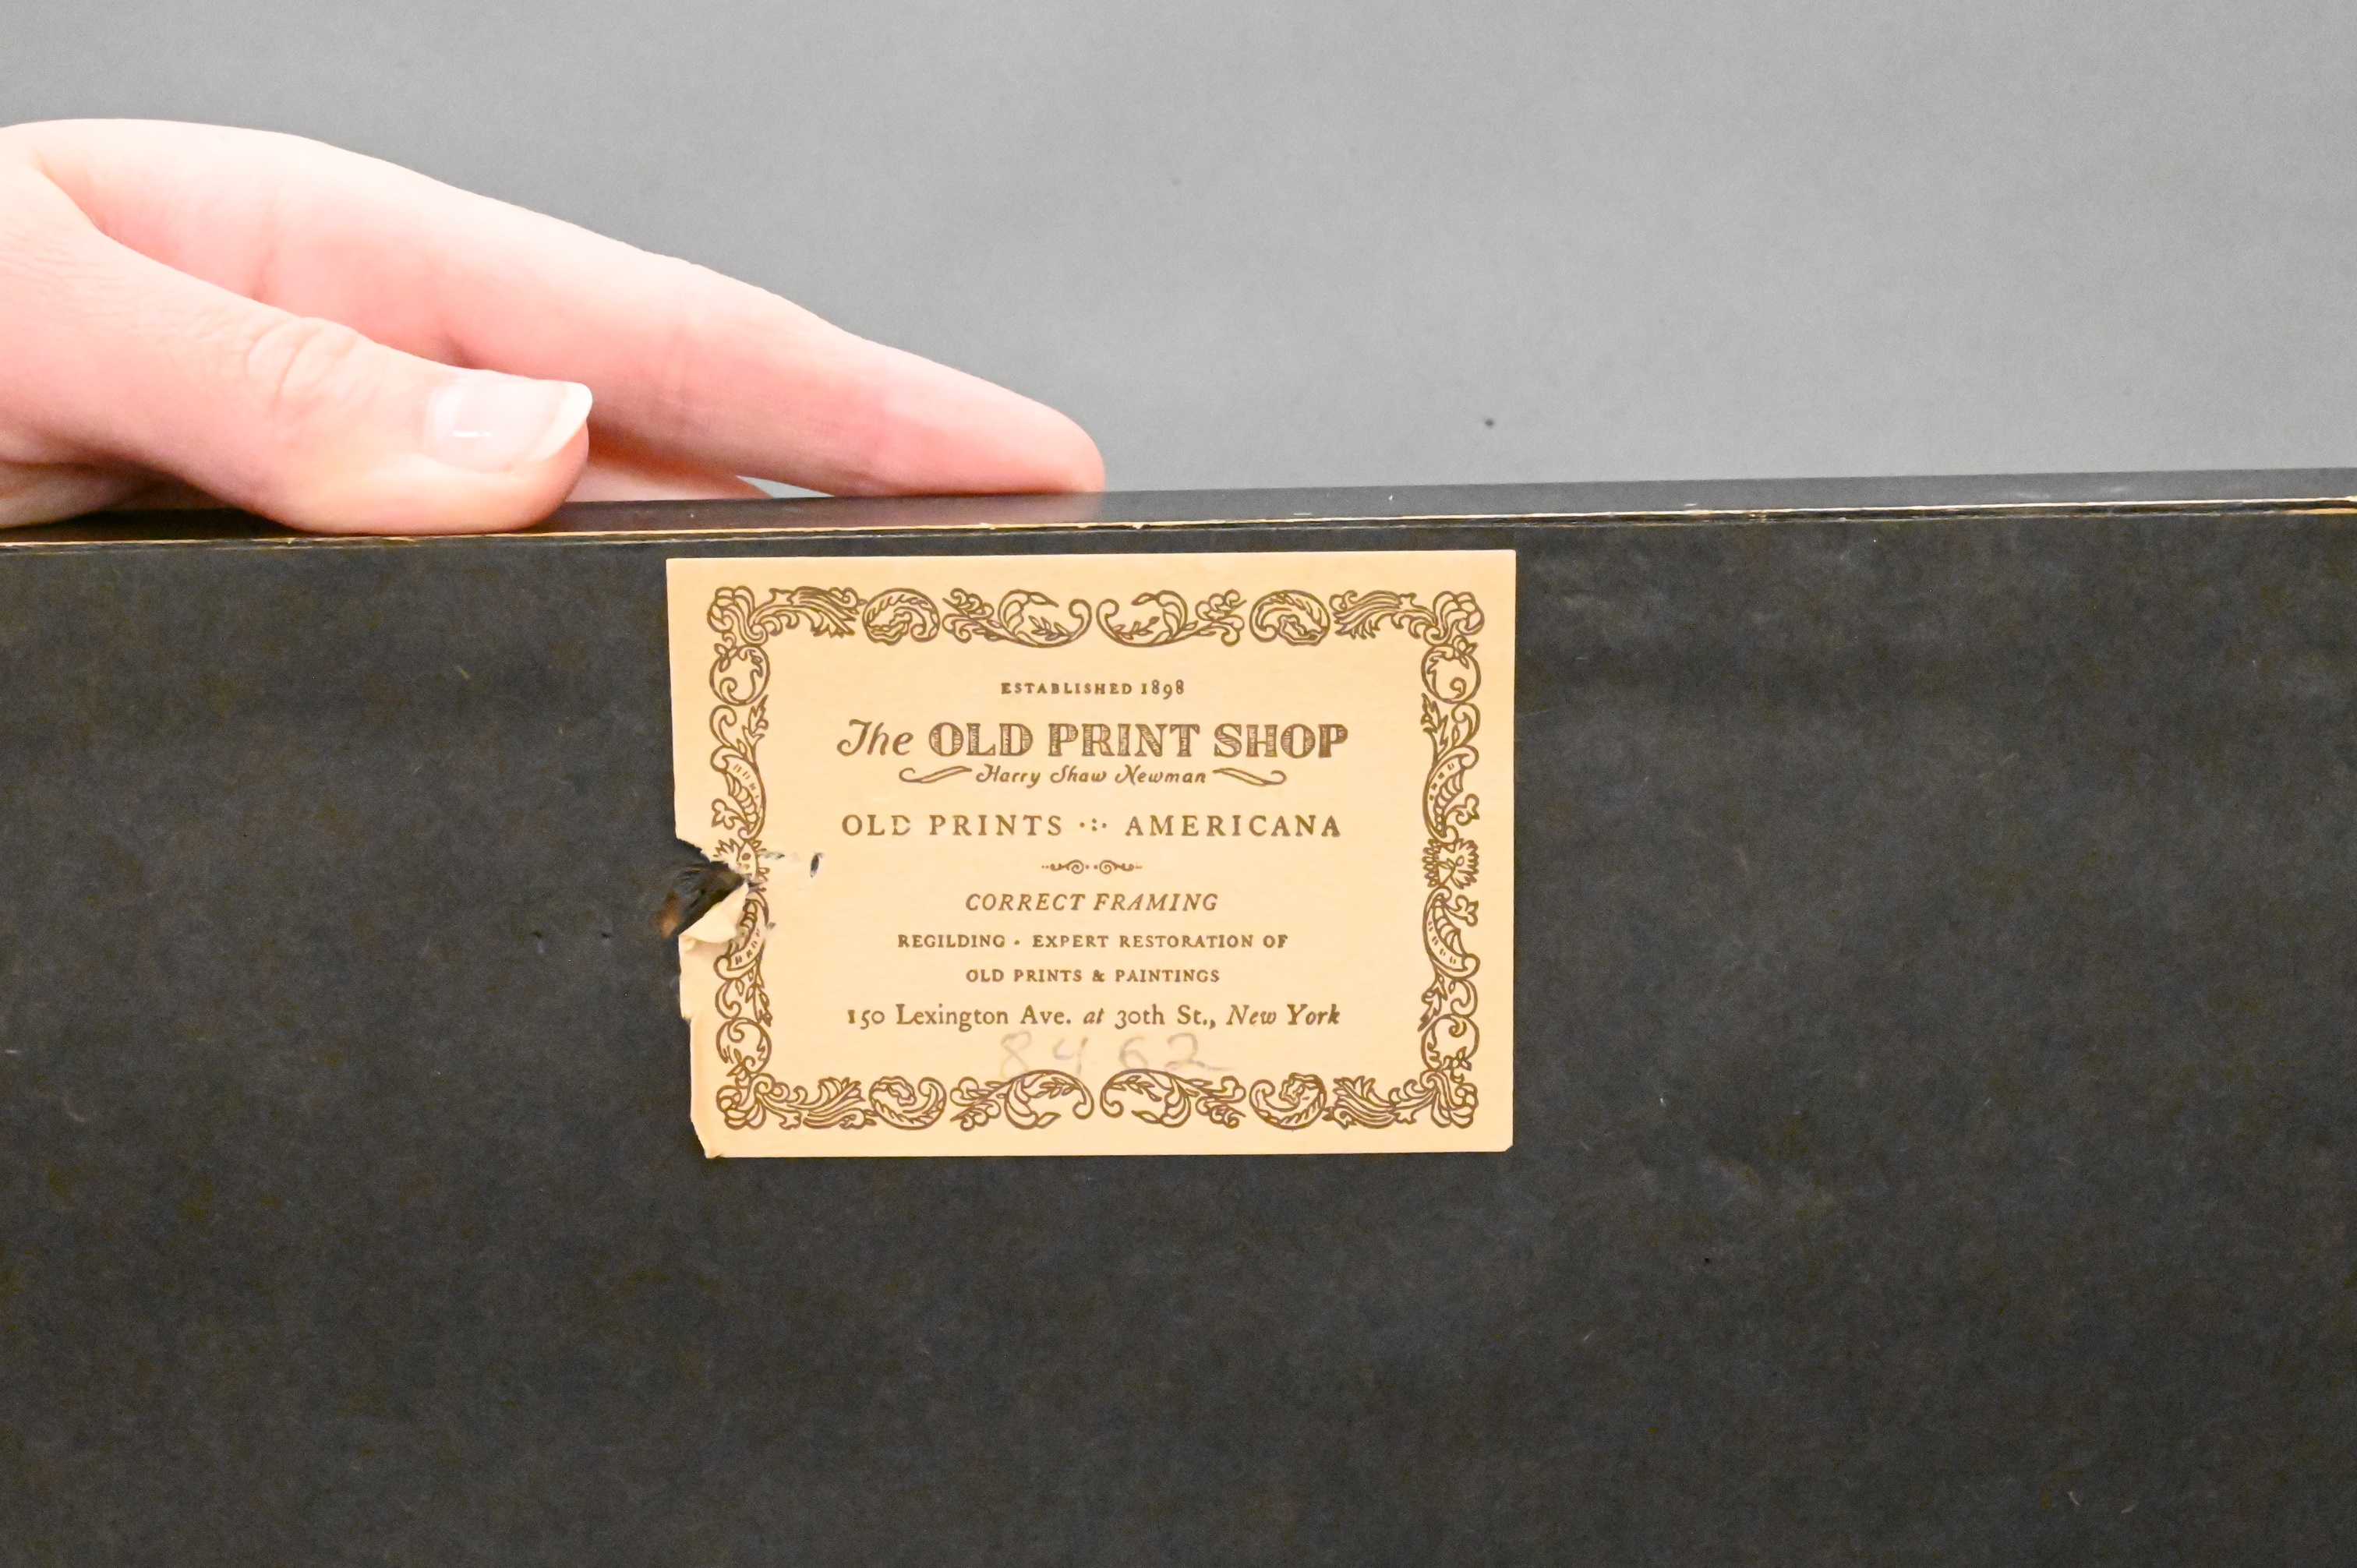 ESTABLISHED 1898
The OLD PRINT SHOP
Harry Shaw Newman
OLD PRINTS ·:· AMERICANA
CORRECT FRAMING
REGILDING · EXPERT RESTORATION OF
OLD PRINTS & PAINTINGS
150 Lexington Ave. at 30th St., New York
8462